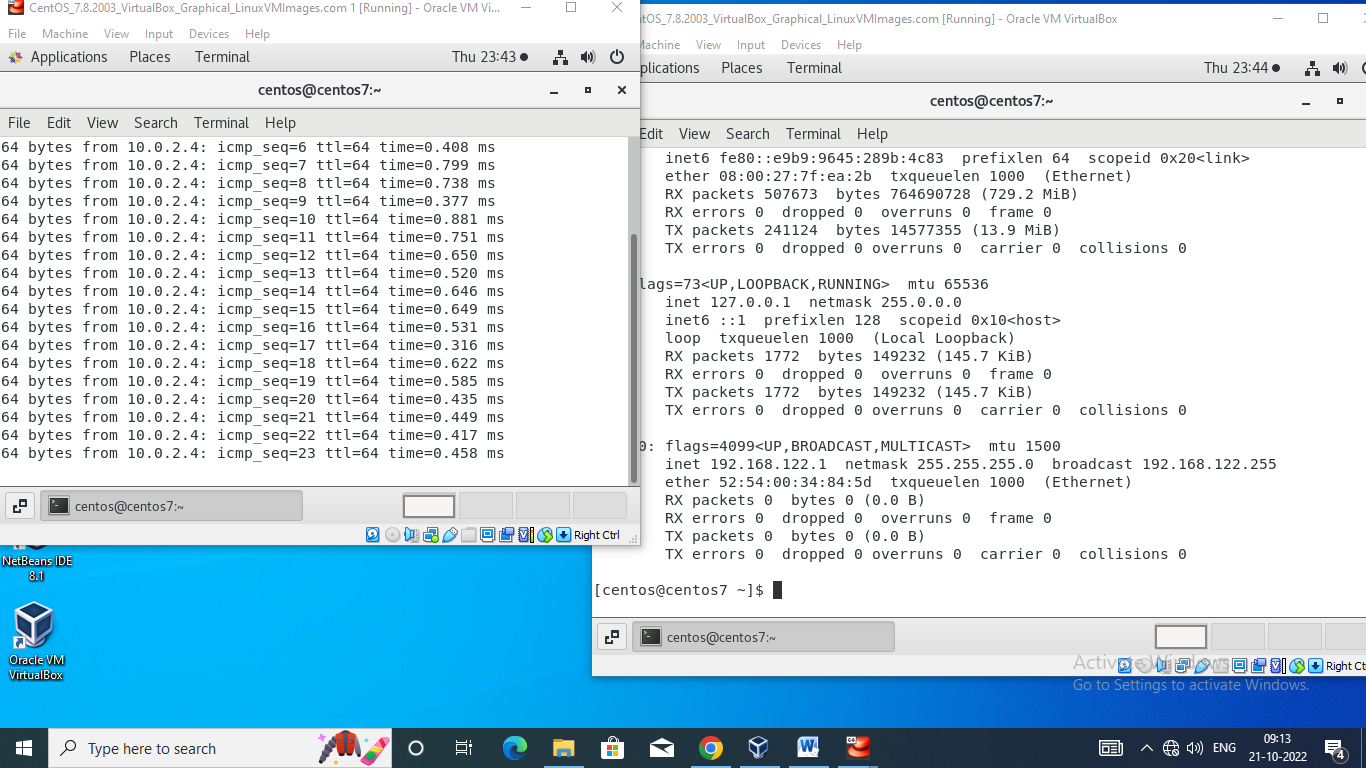 CentOS_7.8.2003_VirtualBox_Graphical_LinuxVMImages.com 1 [Running] - Oracle VM Vi...
File Machine View Input Devices Help
Applications Places Terminal Thu 23:43
centos@centos7:~
File Edit View Search Terminal Help
64 bytes from 10.0.2.4: icmp_seq=6 ttl=64 time=0.408 ms
64 bytes from 10.0.2.4: icmp_seq=7 ttl=64 time=0.799 ms
64 bytes from 10.0.2.4: icmp_seq=8 ttl=64 time=0.738 ms
64 bytes from 10.0.2.4: icmp_seq=9 ttl=64 time=0.377 ms
64 bytes from 10.0.2.4: icmp_seq=10 ttl=64 time=0.881 ms
64 bytes from 10.0.2.4: icmp_seq=11 ttl=64 time=0.751 ms
64 bytes from 10.0.2.4: icmp_seq=12 ttl=64 time=0.650 ms
64 bytes from 10.0.2.4: icmp_seq=13 ttl=64 time=0.520 ms
64 bytes from 10.0.2.4: icmp_seq=14 ttl=64 time=0.646 ms
64 bytes from 10.0.2.4: icmp_seq=15 ttl=64 time=0.649 ms
64 bytes from 10.0.2.4: icmp_seq=16 ttl=64 time=0.531 ms
64 bytes from 10.0.2.4: icmp_seq=17 ttl=64 time=0.316 ms
64 bytes from 10.0.2.4: icmp_seq=18 ttl=64 time=0.622 ms
64 bytes from 10.0.2.4: icmp_seq=19 ttl=64 time=0.585 ms
64 bytes from 10.0.2.4: icmp_seq=20 ttl=64 time=0.435 ms
64 bytes from 10.0.2.4: icmp_seq=21 ttl=64 time=0.449 ms
64 bytes from 10.0.2.4: icmp_seq=22 ttl=64 time=0.417 ms
64 bytes from 10.0.2.4: icmp_seq=23 ttl=64 time=0.458 ms
centos@centos7:~
Right Ctrl
tOS_7.8.2003_VirtualBox_Graphical_LinuxVMImages.com [Running] - Oracle VM VirtualBox
Machine View Input Devices Help
plications Places Terminal Thu 23:44
centos@centos7:~
Edit View Search Terminal Help
inet6 fe80::e9b9:9645:289b:4c83 prefixlen 64 scopeid 0x20<link>
ether 08:00:27:7f:ea:2b txqueuelen 1000 (Ethernet)
RX packets 507673 bytes 764690728 (729.2 MiB)
RX errors 0 dropped 0 overruns 0 frame 0
TX packets 241124 bytes 14577355 (13.9 MiB)
TX errors 0 dropped 0 overruns 0 carrier 0 collisions 0
lags=73<UP,LOOPBACK,RUNNING> mtu 65536
inet 127.0.0.1 netmask 255.0.0.0
inet6 ::1 prefixlen 128 scopeid 0x10<host>
loop txqueuelen 1000 (Local Loopback)
RX packets 1772 bytes 149232 (145.7 KiB)
RX errors 0 dropped 0 overruns 0 frame 0
TX packets 1772 bytes 149232 (145.7 KiB)
TX errors 0 dropped 0 overruns 0 carrier 0 collisions 0
0: flags=4099<UP,BROADCAST,MULTICAST> mtu 1500
inet 192.168.122.1 netmask 255.255.255.0 broadcast 192.168.122.255
ether 52:54:00:34:84:5d txqueuelen 1000 (Ethernet)
RX packets 0 bytes 0 (0.0 B)
RX errors 0 dropped 0 overruns 0 frame 0
TX packets 0 bytes 0 (0.0 B)
TX errors 0 dropped 0 overruns 0 carrier 0 collisions 0
[centos@centos7 ~]$
centos@centos7:~
Right Ct
Activate Windows
Go to Settings to activate Windows.
NetBeans IDE
8.1
Oracle VM
VirtualBox
Type here to search
ENG
09:13
21-10-2022
4